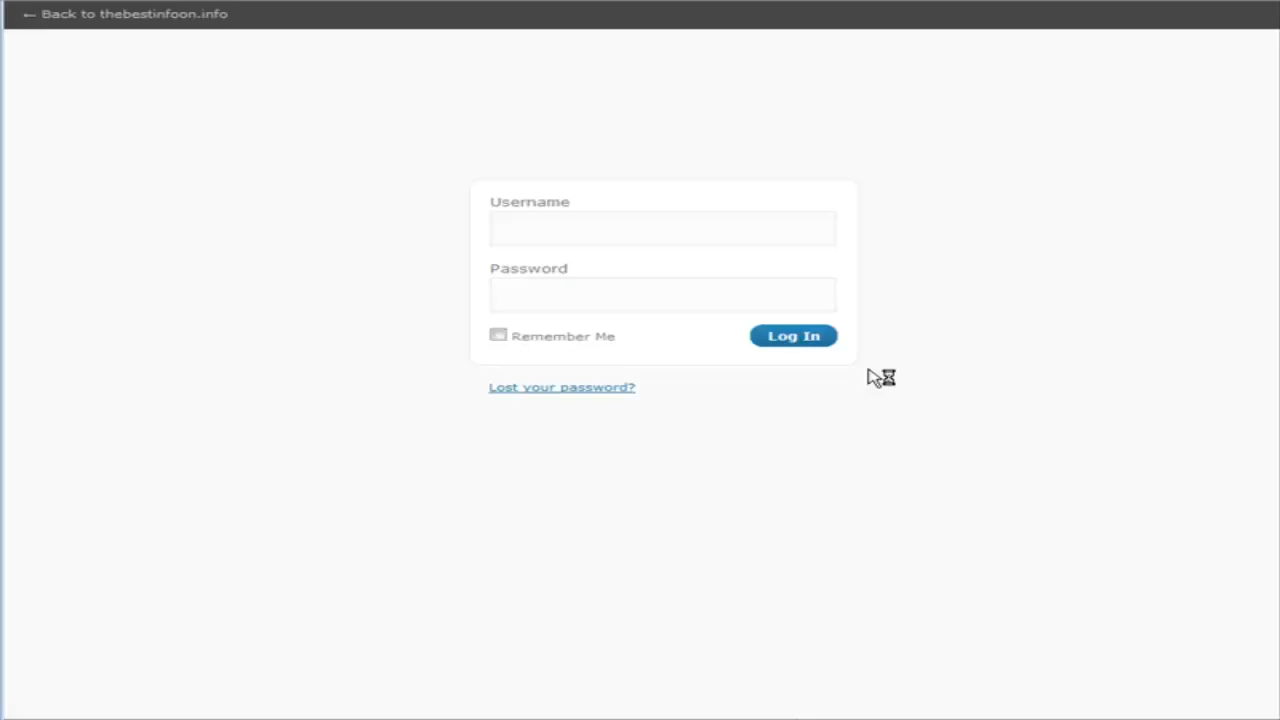 ← Back to thebestinfoon.info
Username
Password
Remember Me
Log In
Lost your password?